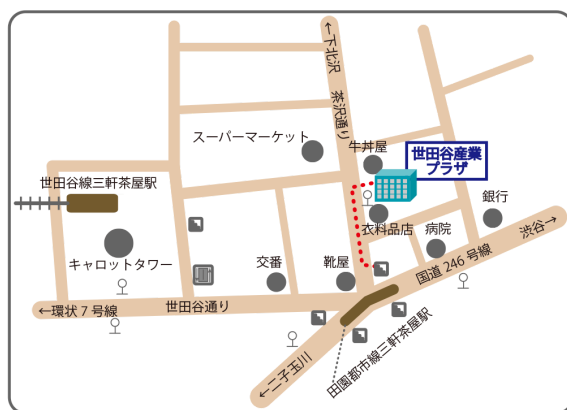 ←下北沢
茶沢通り
スーパーマーケット
牛丼屋
世田谷産業
プラザ
世田谷線三軒茶屋駅
銀行
衣料品店
病院
渋谷→
キャロットタワー
交番
靴屋
国道246号線
←環状7号線
世田谷通り
田園都市線三軒茶屋駅
←二子玉川